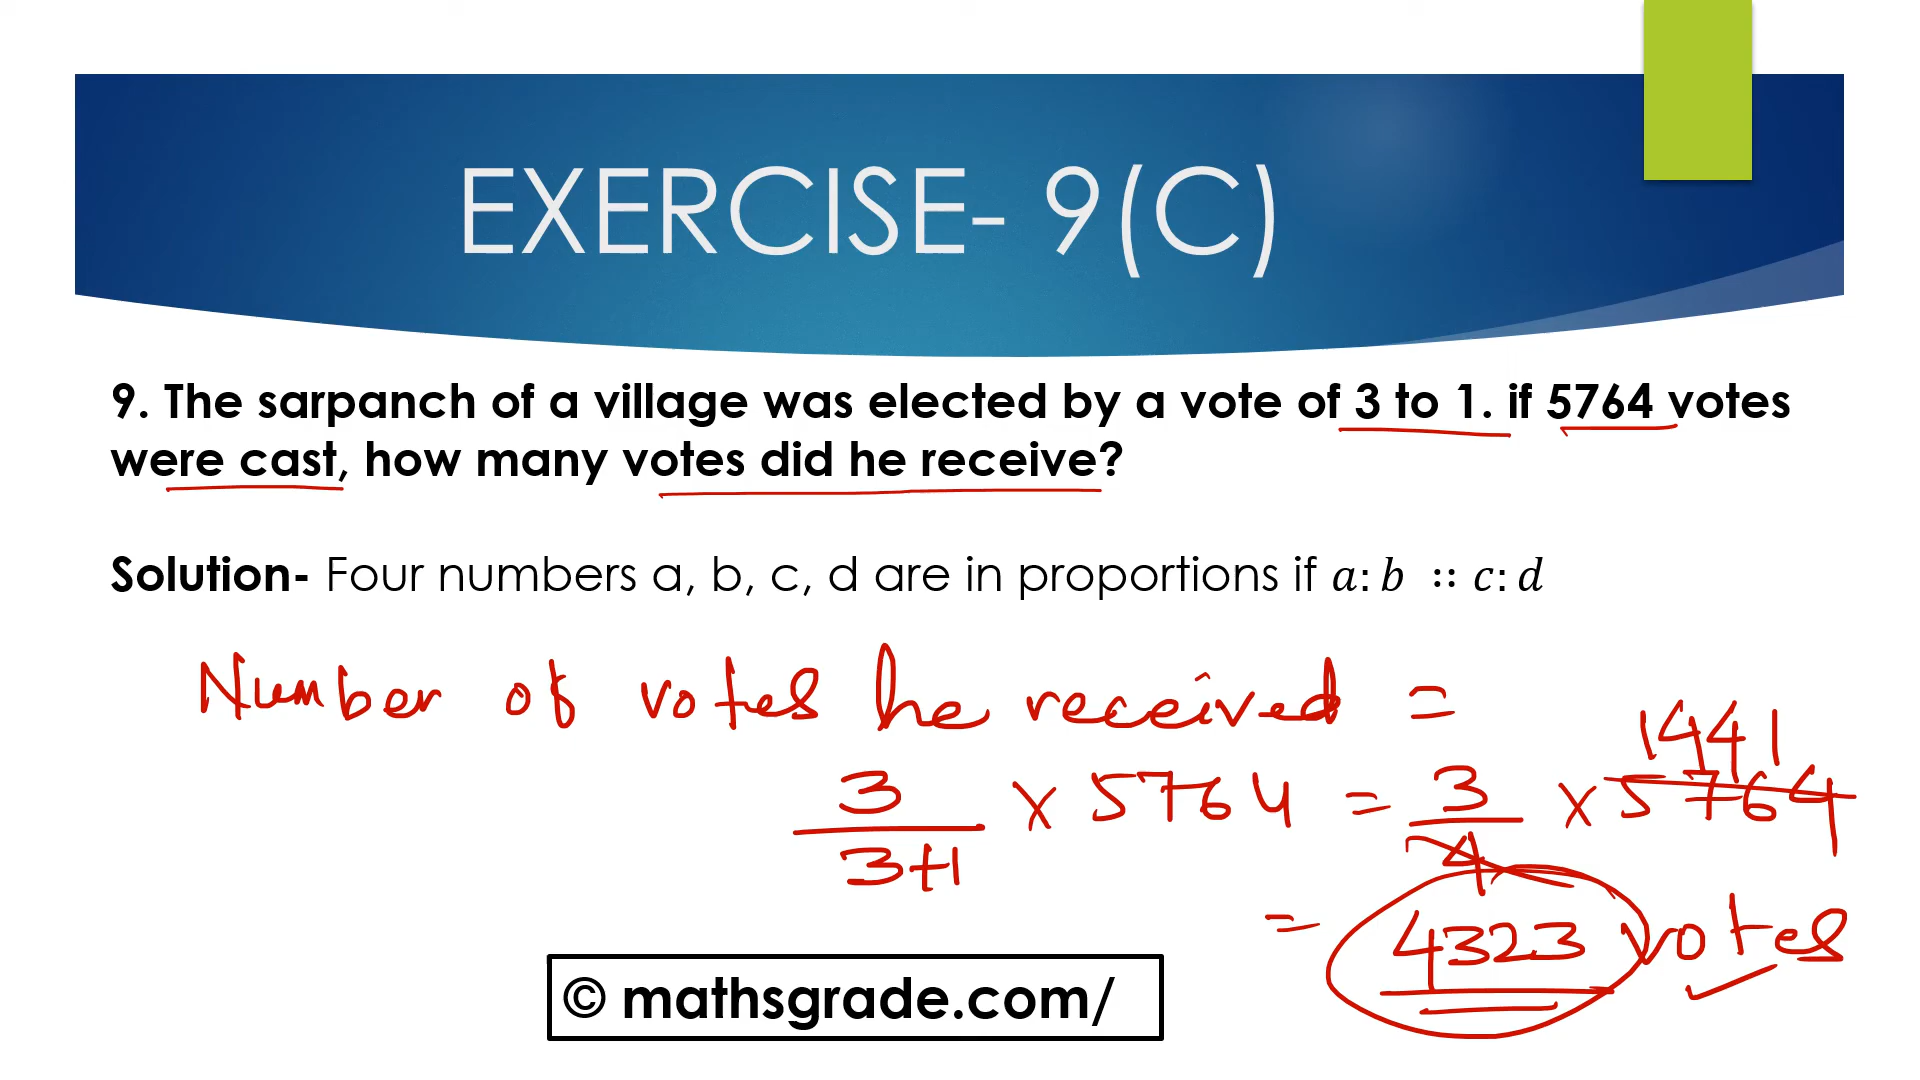 EXERCISE- 9(C)
9. The sarpanch of a village was elected by a vote of 3 to 1. if 5764 votes
were cast, how many votes did he receive?
Solution- Four numbers a, b, c, d are in proportions if a: b :: c: d
Number of votes he received =
1441
3/3+1 × 5764 = 3/4 × 5764
= 4323 votes
© mathsgrade.com/